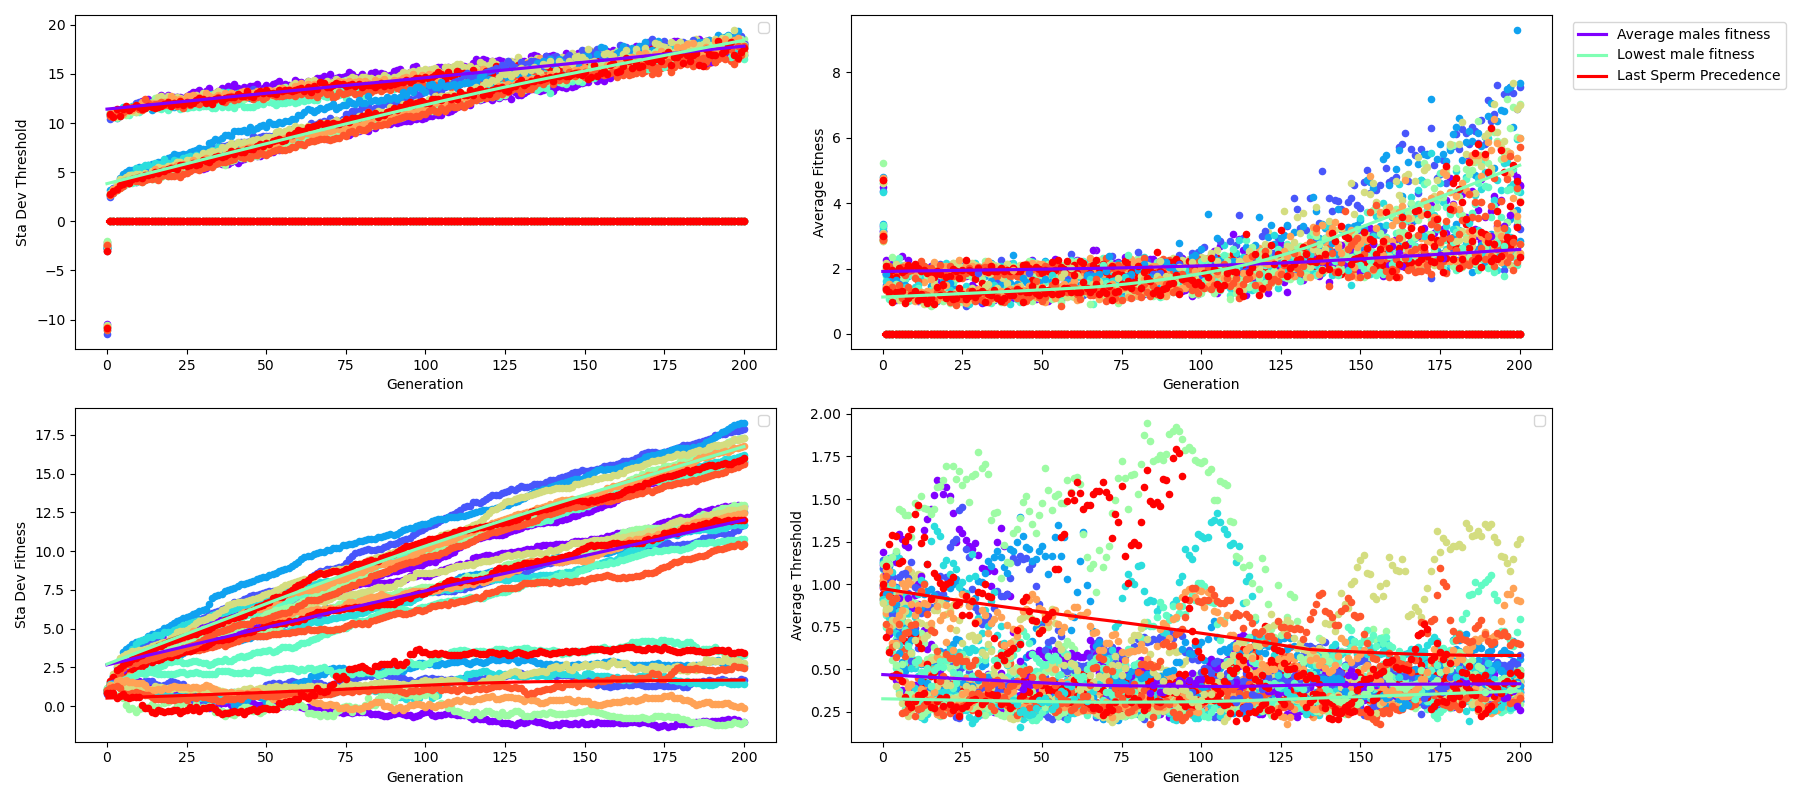 20
15
10
5
0
−5
−10
Sta Dev Threshold
0 25 50 75 100 125 150 175 200
Generation
8
6
4
2
0
Average Fitness
0 25 50 75 100 125 150 175 200
Generation
Average males fitness
Lowest male fitness
Last Sperm Precedence
17.5
15.0
12.5
10.0
7.5
5.0
2.5
0.0
Sta Dev Fitness
0 25 50 75 100 125 150 175 200
Generation
2.00
1.75
1.50
1.25
1.00
0.75
0.50
0.25
Average Threshold
0 25 50 75 100 125 150 175 200
Generation